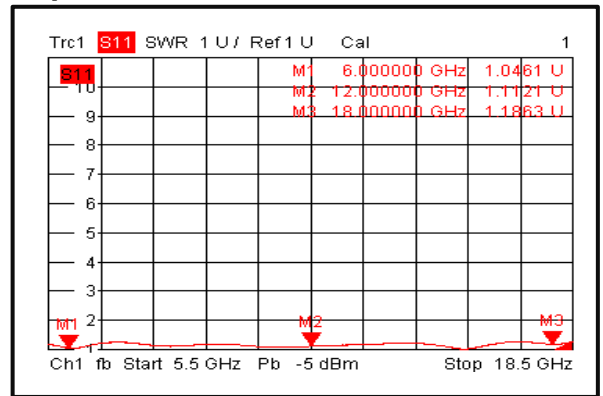 Trc1 S11 SWR 1 U / Ref 1 U Cal 1
S11
M1 6.000000 GHz 1.0461 U
M2 12.000000 GHz 1.1121 U
M3 18.000000 GHz 1.1863 U
10
9
8
7
6
5
4
3
2
1
M1 M2 M3
Ch1 fb Start 5.5 GHz Pb -5 dBm Stop 18.5 GHz